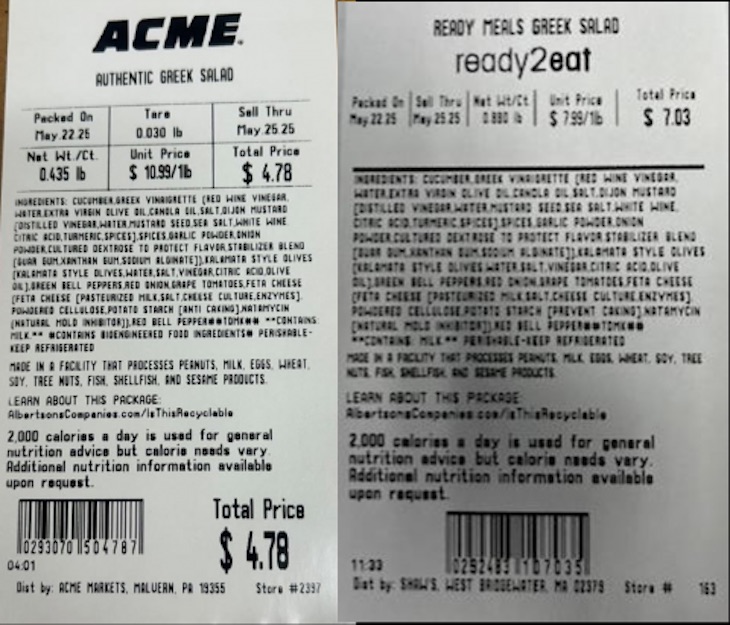 ACME
AUTHENTIC GREEK SALAD
Packed On Tare Sell Thru
May.22.25 0.030 lb May.25.25
Net Wt./Ct. Unit Price Total Price
0.435 lb $ 10.99/lb $ 4.78
INGREDIENTS: CUCUMBER,GREEK VINAIGRETTE (RED WINE VINEGAR,
WATER,EXTRA VIRGIN OLIVE OIL,CANOLA OIL,SALT,DIJON MUSTARD
[DISTILLED VINEGAR,WATER,MUSTARD SEED,SEA SALT,WHITE WINE,
CITRIC ACID,TURMERIC,SPICES],SPICES,GARLIC POWDER,ONION
POWDER,CULTURED DEXTROSE TO PROTECT FLAVOR,STABILIZER BLEND
[GUAR GUM,XANTHAN GUM,SODIUM ALGINATE]),KALAMATA STYLE OLIVES
(KALAMATA STYLE OLIVES,WATER,SALT,VINEGAR,CITRIC ACID,OLIVE
OIL),GREEN BELL PEPPERS,RED ONION,GRAPE TOMATOES,FETA CHEESE
(FETA CHEESE [PASTEURIZED MILK,SALT,CHEESE CULTURE,ENZYMES],
POWDERED CELLULOSE,POTATO STARCH [ANTI CAKING],NATAMYCIN
(NATURAL MOLD INHIBITOR)),RED BELL PEPPER##TOMK## **CONTAINS:
MILK.** #CONTAINS BIOENGINEERED FOOD INGREDIENTS# PERISHABLE-
KEEP REFRIGERATED
MADE IN A FACILITY THAT PROCESSES PEANUTS, MILK, EGGS, WHEAT,
SOY, TREE NUTS, FISH, SHELLFISH, AND SESAME PRODUCTS.
LEARN ABOUT THIS PACKAGE:
AlbertsonsCompanies.com/IsThisRecyclable
2,000 calories a day is used for general
nutrition advice but calorie needs vary.
Additional nutrition information available
upon request.
Total Price
$ 4.78
0293070 504787
04:01
Dist by: ACME MARKETS, MALVERN, PA 19355 Store #2397
READY MEALS GREEK SALAD
ready2eat
Packed On Sell Thru Net Wt/Ct Unit Price Total Price
May 22 25 May 25 25 0.880 lb $ 7.99/lb $ 7.03
INGREDIENTS: CUCUMBER,GREEK VINAIGRETTE (RED WINE VINEGAR,
WATER,EXTRA VIRGIN OLIVE OIL,CANOLA OIL,SALT,DIJON MUSTARD
[DISTILLED VINEGAR,WATER,MUSTARD SEED,SEA SALT,WHITE WINE,
CITRIC ACID,TURMERIC,SPICES],SPICES,GARLIC POWDER,ONION
POWDER,CULTURED DEXTROSE TO PROTECT FLAVOR,STABILIZER BLEND
[GUAR GUM,XANTHAN GUM,SODIUM ALGINATE]),KALAMATA STYLE OLIVES
(KALAMATA STYLE OLIVES,WATER,SALT,VINEGAR,CITRIC ACID,OLIVE
OIL),GREEN BELL PEPPERS,RED ONION,GRAPE TOMATOES,FETA CHEESE
(FETA CHEESE [PASTEURIZED MILK,SALT,CHEESE CULTURE,ENZYMES],
POWDERED CELLULOSE,POTATO STARCH [PREVENT CAKING],NATAMYCIN
(NATURAL MOLD INHIBITOR)),RED BELL PEPPER##TOMK##
**CONTAINS: MILK.** PERISHABLE-KEEP REFRIGERATED
MADE IN A FACILITY THAT PROCESSES PEANUTS, MILK, EGGS, WHEAT, SOY, TREE
NUTS, FISH, SHELLFISH, AND SESAME PRODUCTS.
LEARN ABOUT THIS PACKAGE:
AlbertsonsCompanies.com/IsThisRecyclable
2,000 calories a day is used for general
nutrition advice but calorie needs vary.
Additional nutrition information available
upon request.
0252483 107035
11:33
Dist by: SHAW'S, WEST BRIDGEWATER, MA 02379 Store # 163